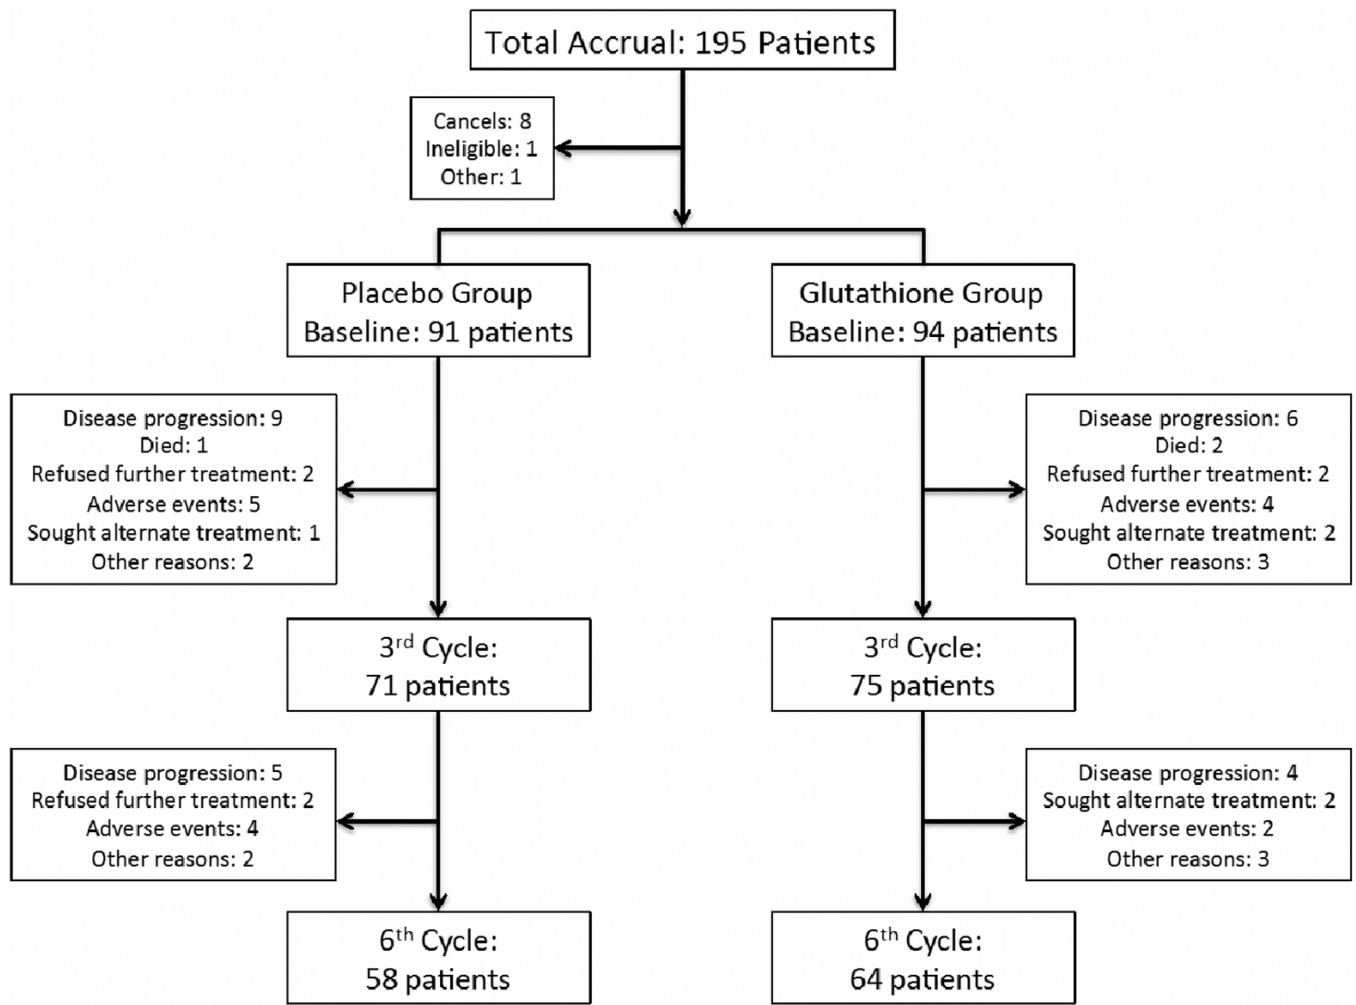 Total Accrual: 195 Patients
Cancels: 8
Ineligible: 1
Other: 1
Placebo Group
Baseline: 91 patients
Glutathione Group
Baseline: 94 patients
Disease progression: 9
Died: 1
Refused further treatment: 2
Adverse events: 5
Sought alternate treatment: 1
Other reasons: 2
Disease progression: 6
Died: 2
Refused further treatment: 2
Adverse events: 4
Sought alternate treatment: 2
Other reasons: 3
3rd Cycle:
71 patients
3rd Cycle:
75 patients
Disease progression: 5
Refused further treatment: 2
Adverse events: 4
Other reasons: 2
Disease progression: 4
Sought alternate treatment: 2
Adverse events: 2
Other reasons: 3
6th Cycle:
58 patients
6th Cycle:
64 patients